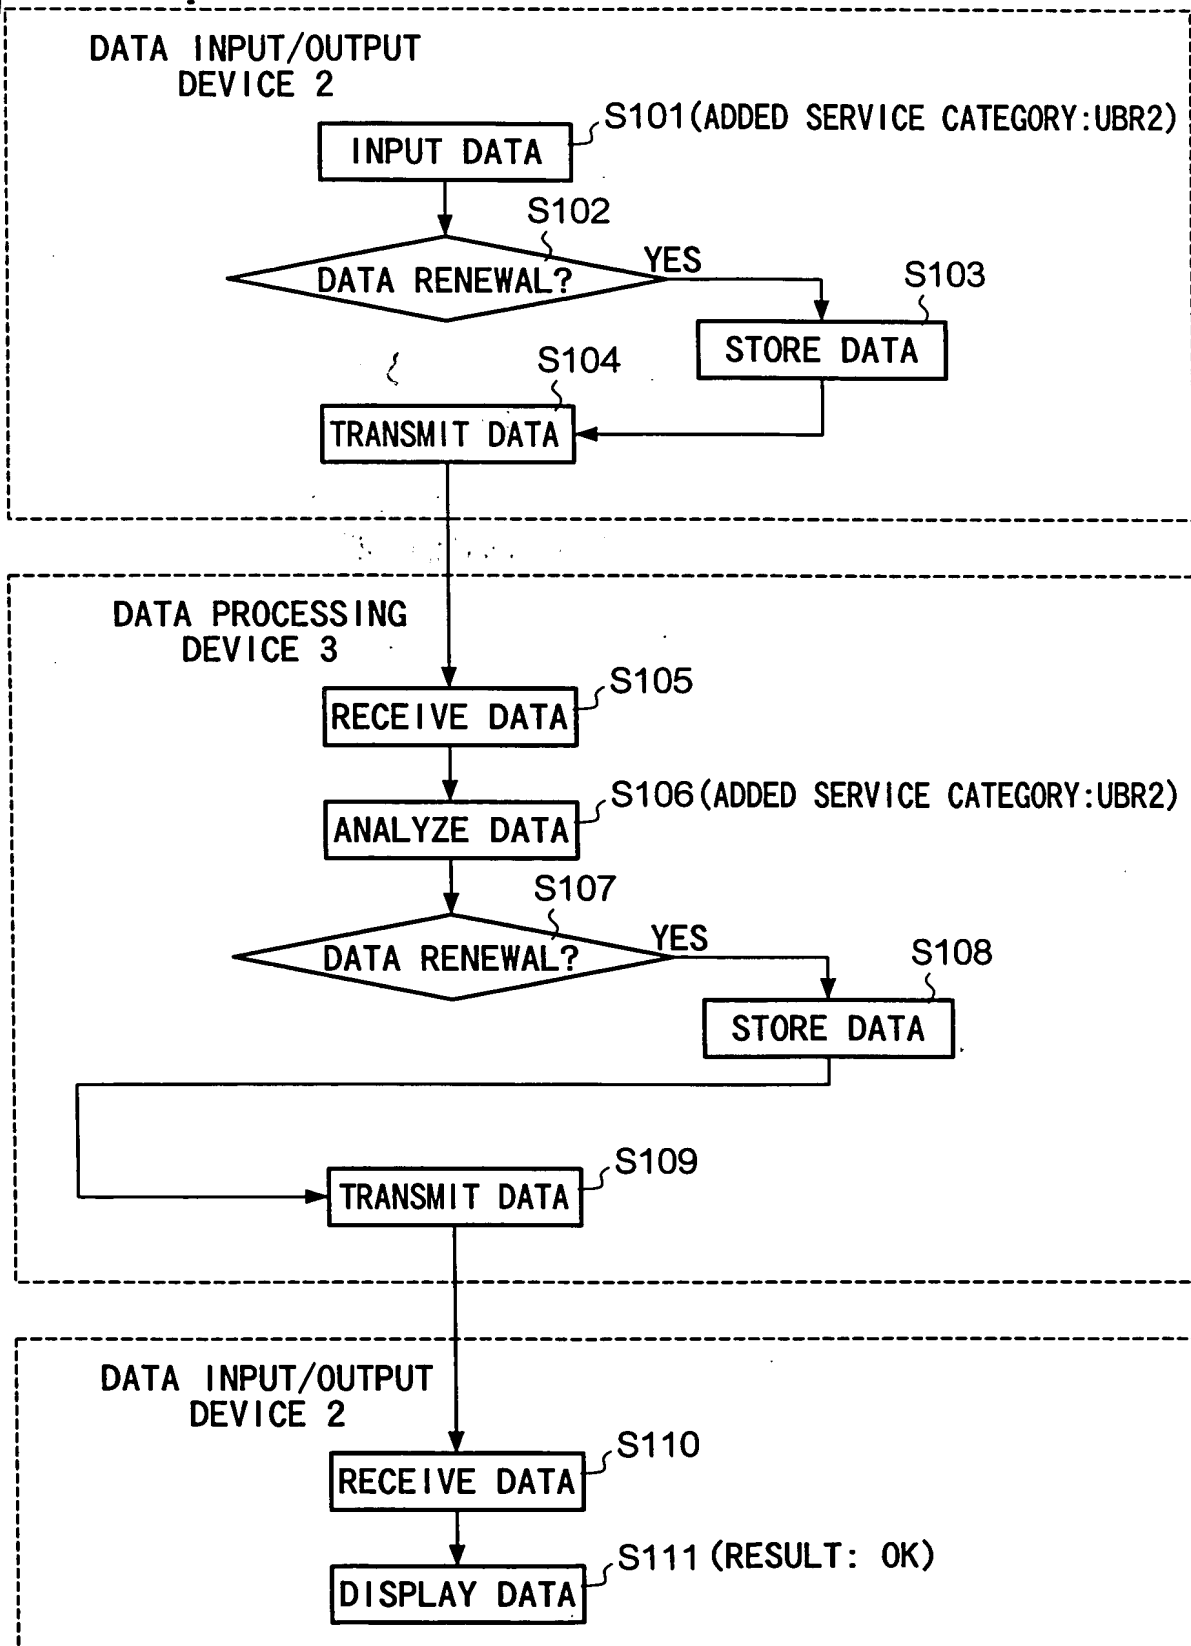 DATA INPUT/OUTPUT
DEVICE 2
S101(ADDED SERVICE CATEGORY:UBR2)
INPUT DATA
S102
DATA RENEWAL?
YES
S103
STORE DATA
S104
TRANSMIT DATA
DATA PROCESSING
DEVICE 3
S105
RECEIVE DATA
S106(ADDED SERVICE CATEGORY:UBR2)
ANALYZE DATA
S107
DATA RENEWAL?
YES
S108
STORE DATA
S109
TRANSMIT DATA
DATA INPUT/OUTPUT
DEVICE 2
S110
RECEIVE DATA
S111(RESULT: OK)
DISPLAY DATA